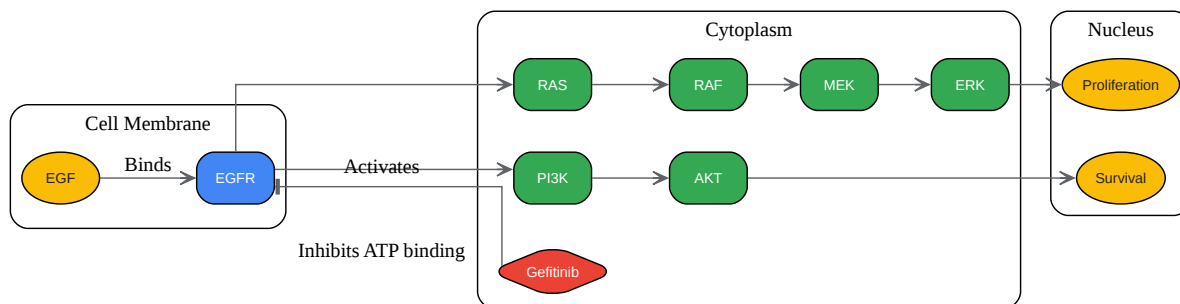 Cytoplasm
Nucleus
RAS
RAF
MEK
ERK
Proliferation
Cell Membrane
EGF
Binds
EGFR
Activates
PI3K
AKT
Survival
Inhibits ATP binding
Gefitinib